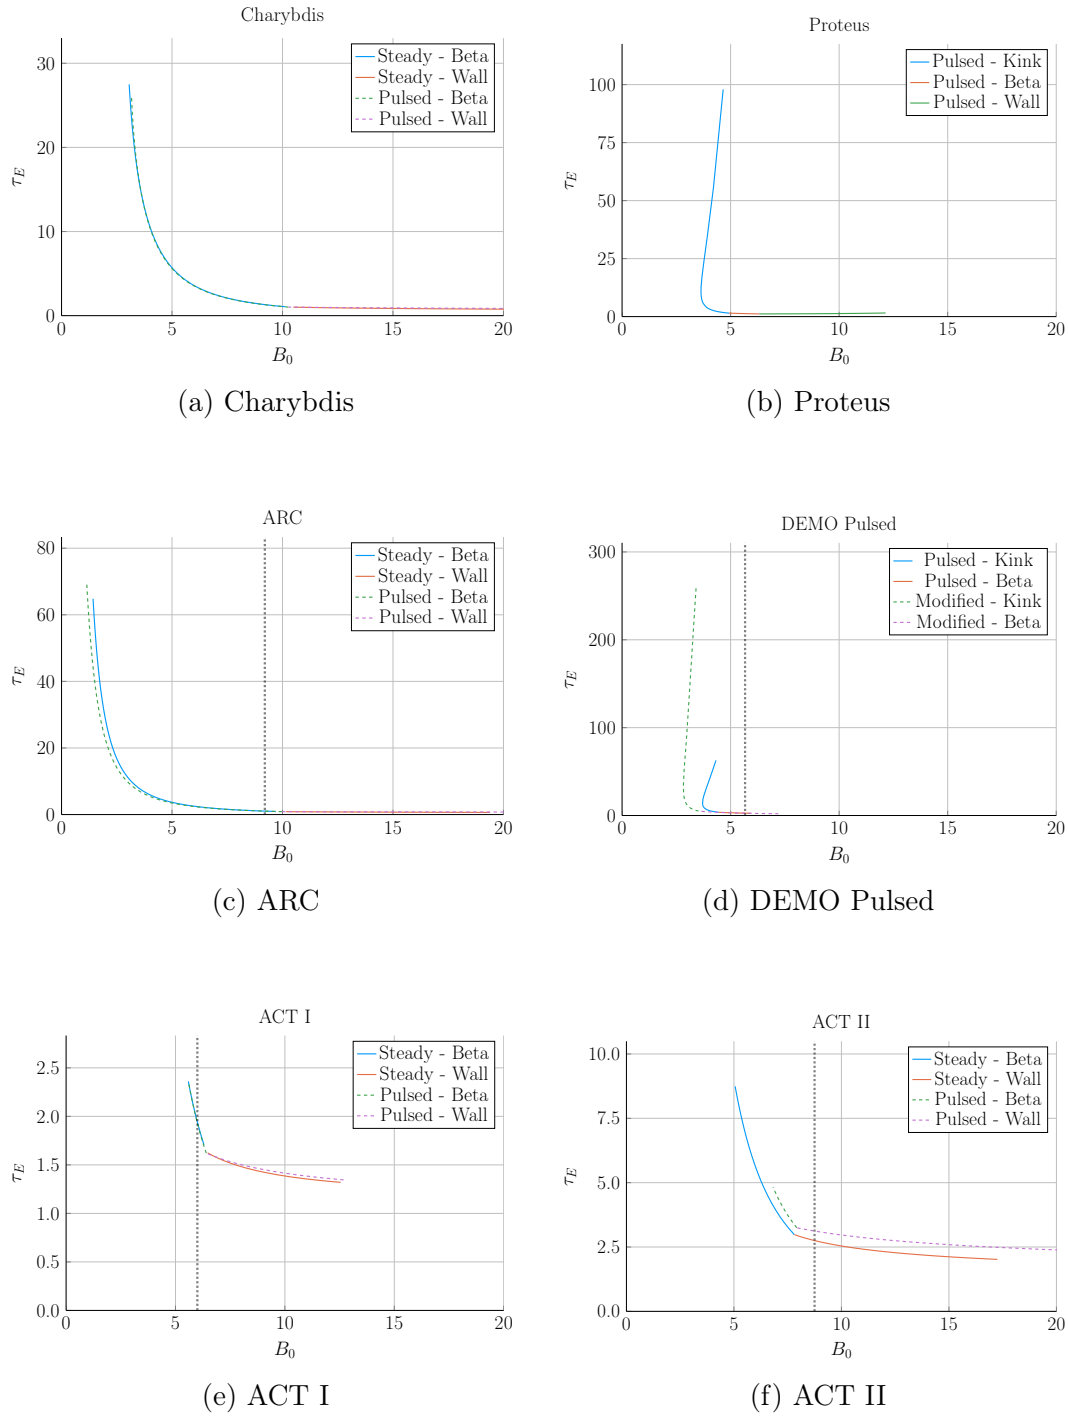 Charybdis
τ_E
30
20
10
0
0 5 10 15 20
B_0
Steady - Beta
Steady - Wall
Pulsed - Beta
Pulsed - Wall
(a) Charybdis
Proteus
τ_E
100
75
50
25
0
0 5 10 15 20
B_0
Pulsed - Kink
Pulsed - Beta
Pulsed - Wall
(b) Proteus
ARC
τ_E
80
60
40
20
0
0 5 10 15 20
B_0
Steady - Beta
Steady - Wall
Pulsed - Beta
Pulsed - Wall
(c) ARC
DEMO Pulsed
τ_E
300
200
100
0
0 5 10 15 20
B_0
Pulsed - Kink
Pulsed - Beta
Modified - Kink
Modified - Beta
(d) DEMO Pulsed
ACT I
τ_E
2.5
2.0
1.5
1.0
0.5
0.0
0 5 10 15 20
B_0
Steady - Beta
Steady - Wall
Pulsed - Beta
Pulsed - Wall
(e) ACT I
ACT II
τ_E
10.0
7.5
5.0
2.5
0.0
0 5 10 15 20
B_0
Steady - Beta
Steady - Wall
Pulsed - Beta
Pulsed - Wall
(f) ACT II